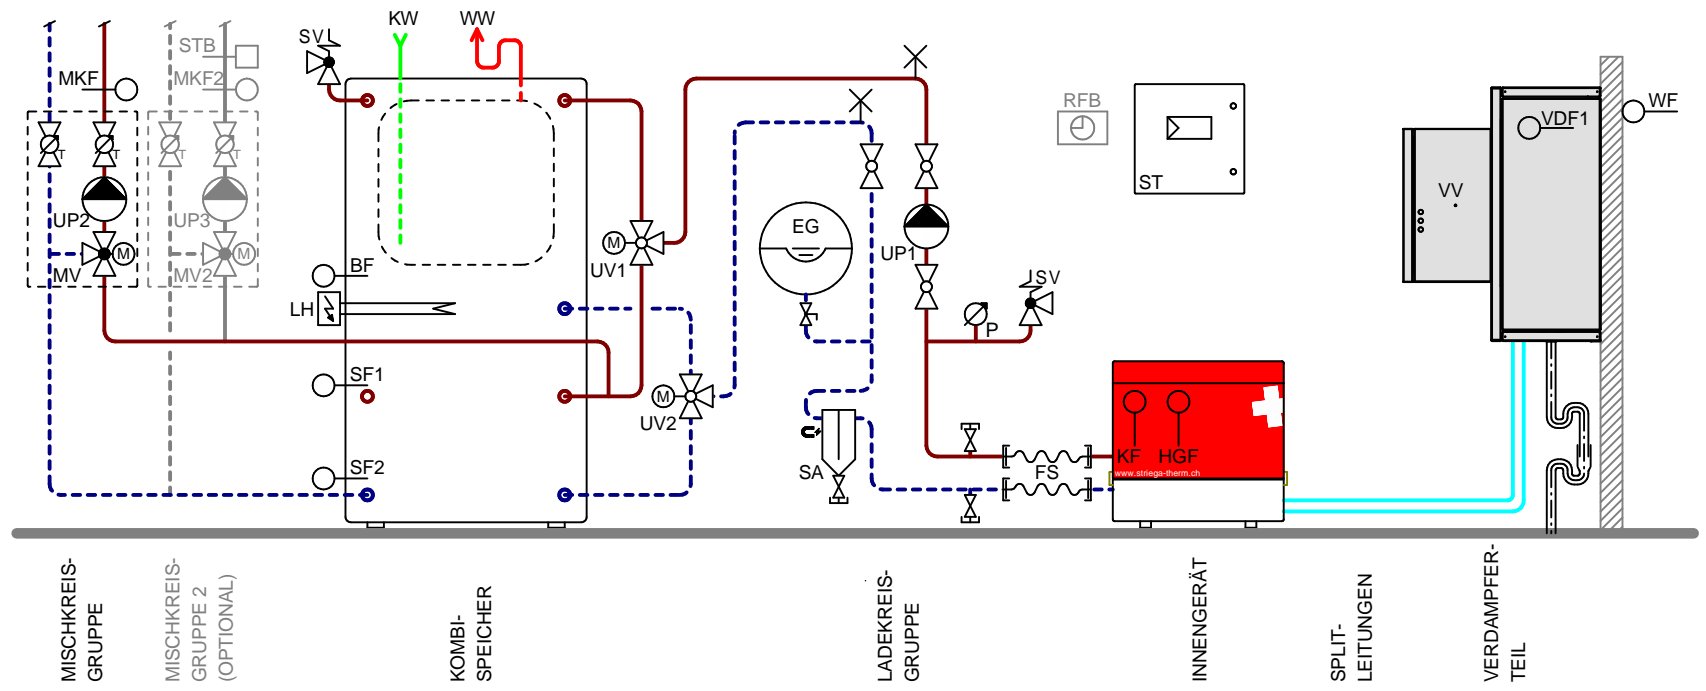 KW
WW
SV
STB
MKF
MKF2
RFB
WF
VDF1
T
T
T
T
ST
VV
UP2
UP3
EG
M
M
M
UP1
MV
MV2
BF
UV1
SV
LH
P
SF1
M
UV2
KF
HGF
SF2
SA
FS
www.striega-therm.ch
MISCHKREIS-
GRUPPE
MISCHKREIS-
GRUPPE 2
(OPTIONAL)
KOMBI-
SPEICHER
LADEKREIS-
GRUPPE
INNENGERÄT
SPLIT-
LEITUNGEN
VERDAMPFER-
TEIL